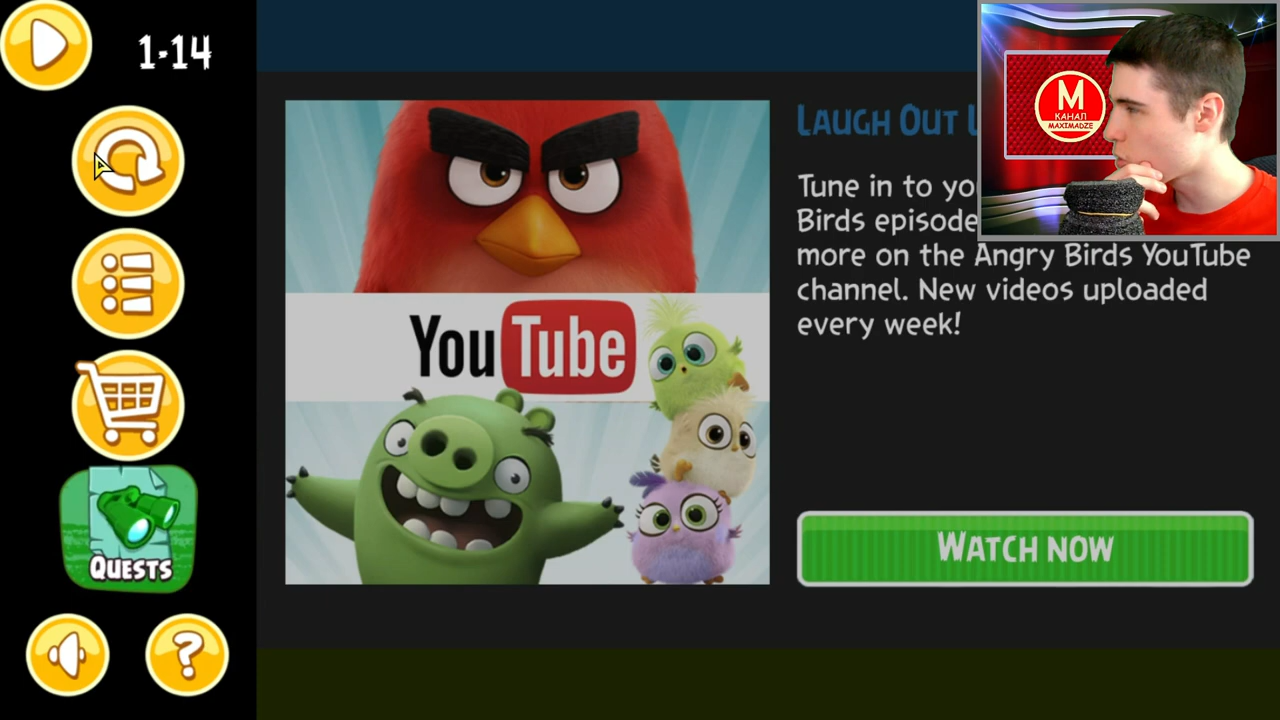 1-14
QUESTS
YouTube
LAUGH OUT
Tune in to yo
Birds episode
more on the Angry Birds YouTube
channel. New videos uploaded
every week!
WATCH NOW
М
КАНАЛ
MAXIMADZE